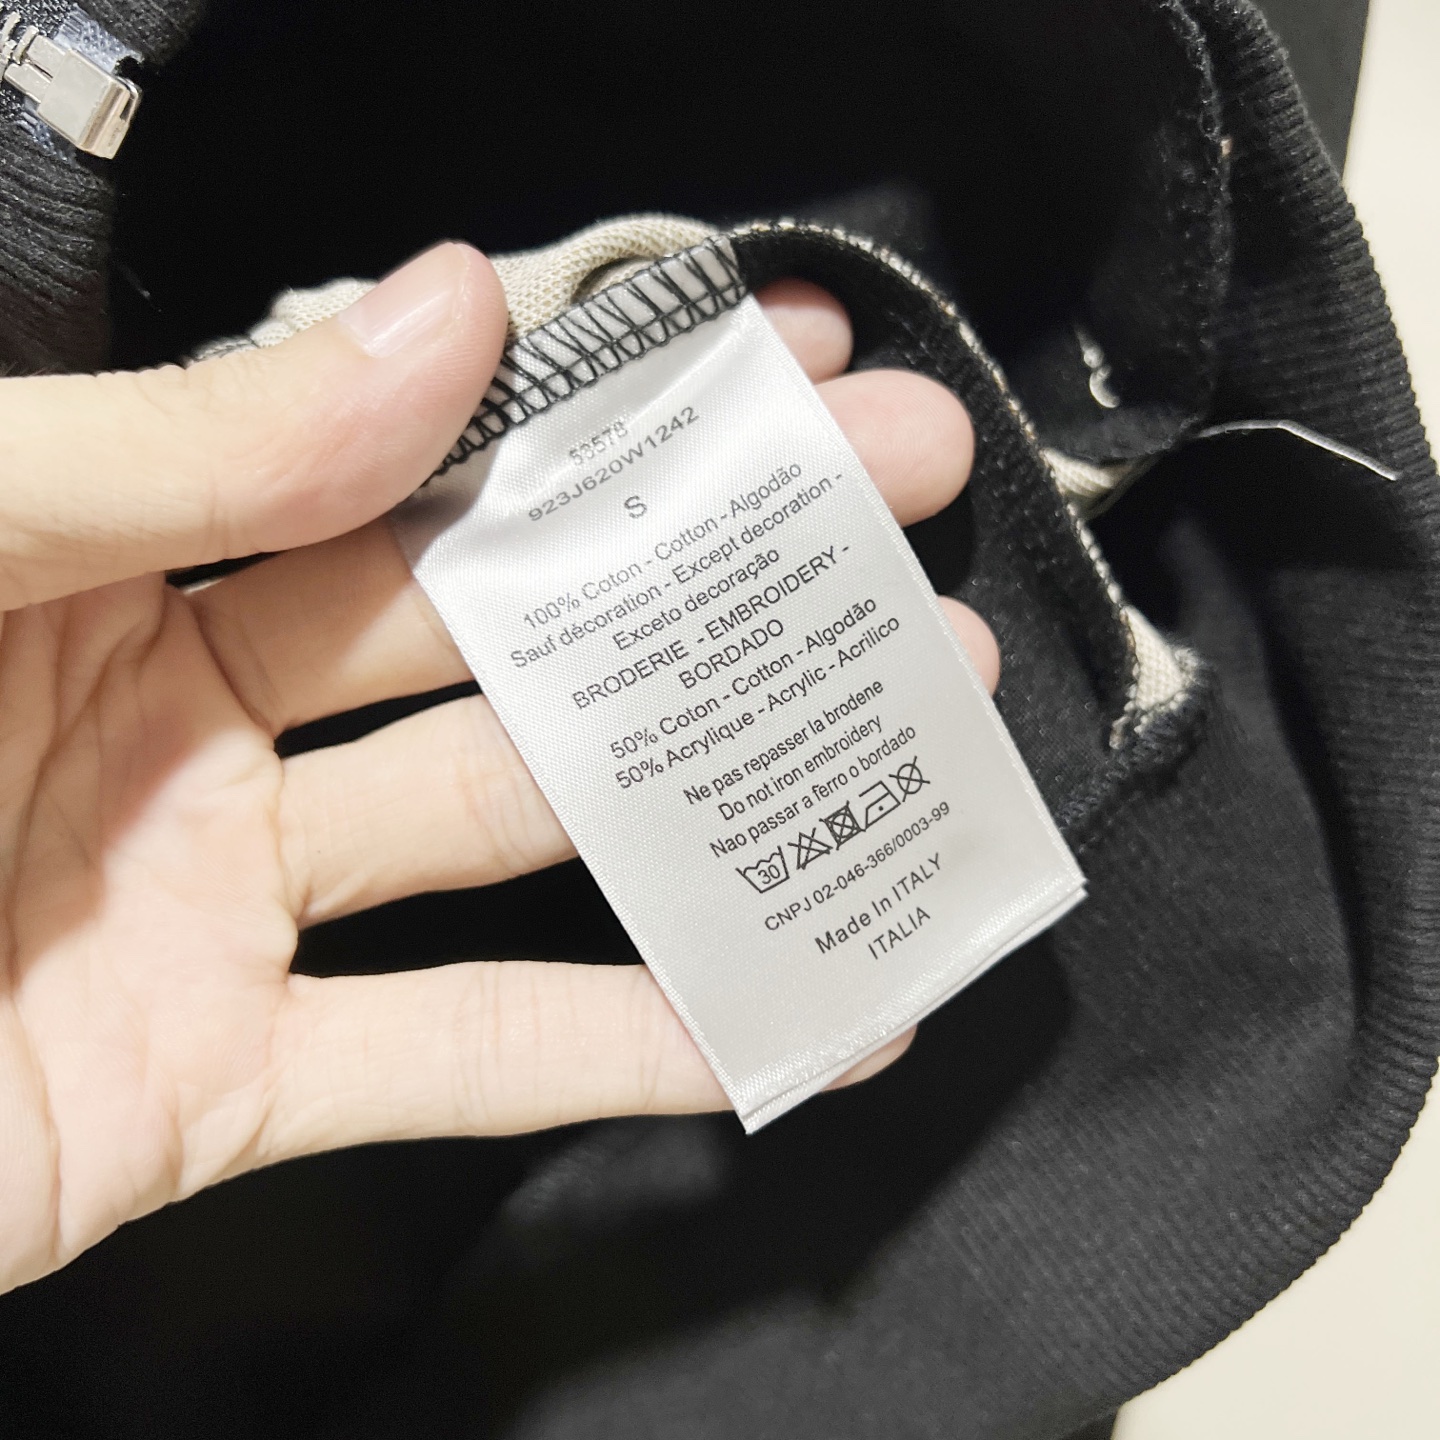 53578
923J620W1242
S
100% Coton - Cotton - Algodão
Sauf décoration - Except decoration -
Exceto decoração
BRODERIE - EMBROIDERY -
BORDADO
50% Coton - Cotton - Algodão
50% Acrylique - Acrylic - Acrilico
Ne pas repasser la brodene
Do not iron embroidery
Nao passar a ferro o bordado
30
CNPJ 02-046-366/0003-99
Made In ITALY
ITALIA